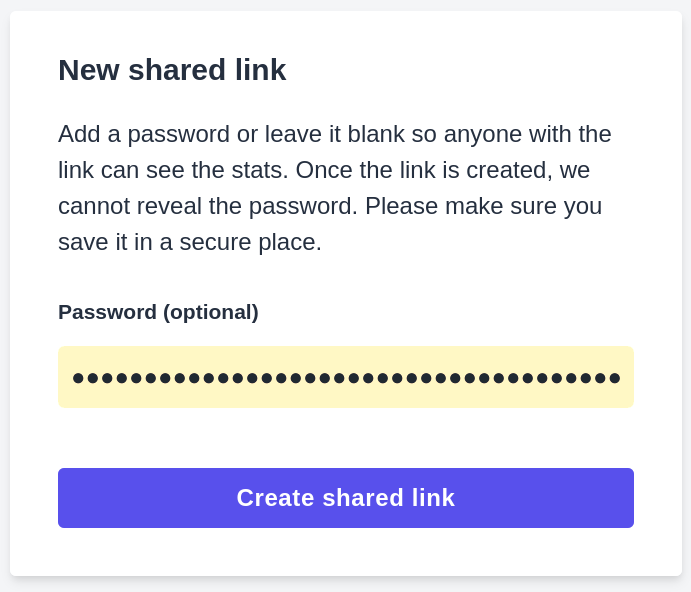 New shared link
Add a password or leave it blank so anyone with the
link can see the stats. Once the link is created, we
cannot reveal the password. Please make sure you
save it in a secure place.
Password (optional)
••••••••••••••••••••••••••••••••••••••
Create shared link